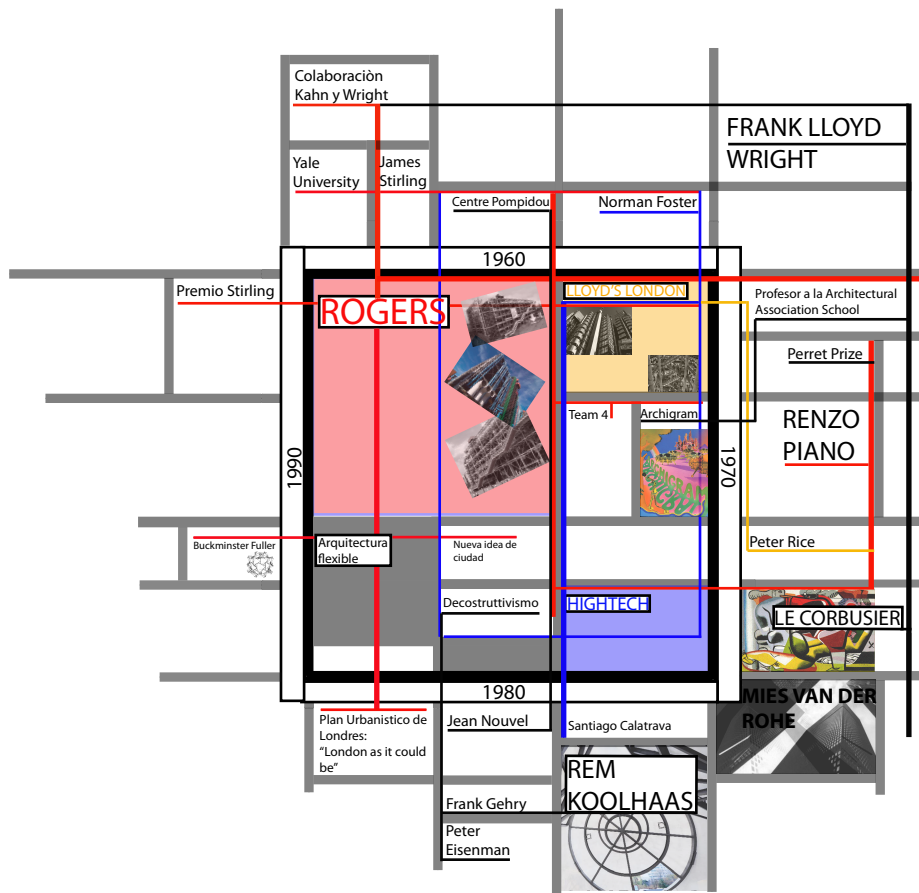 Colaboraciòn
Kahn y Wright
FRANK LLOYD
WRIGHT
Yale
University
James
Stirling
Centre Pompidou
Norman Foster
1960
Premio Stirling
ROGERS
LLOYD'S LONDON
Profesor a la Architectural
Association School
Perret Prize
Team 4
Archigram
RENZO
PIANO
1990
1970
Buckminster Fuller
Arquitectura
flexible
Nueva idea de
ciudad
Peter Rice
Decostruttivismo
HIGHTECH
LE CORBUSIER
1980
MIES VAN DER
ROHE
Plan Urbanistico de
Londres:
"London as it could
be"
Jean Nouvel
Santiago Calatrava
REM
KOOLHAAS
Frank Gehry
Peter
Eisenman